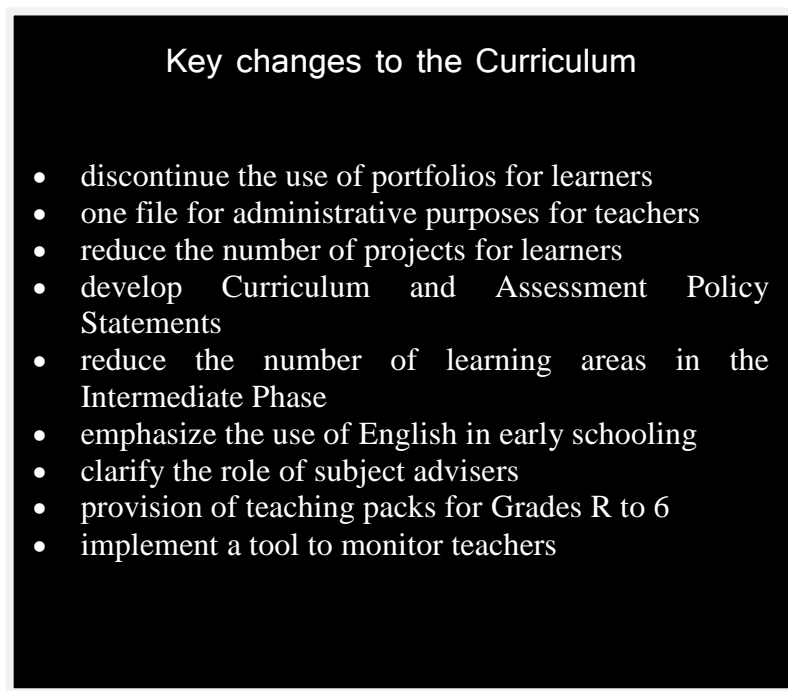 Key changes to the Curriculum
• discontinue the use of portfolios for learners
• one file for administrative purposes for teachers
• reduce the number of projects for learners
• develop Curriculum and Assessment Policy
Statements
• reduce the number of learning areas in the
Intermediate Phase
• emphasize the use of English in early schooling
• clarify the role of subject advisers
• provision of teaching packs for Grades R to 6
• implement a tool to monitor teachers